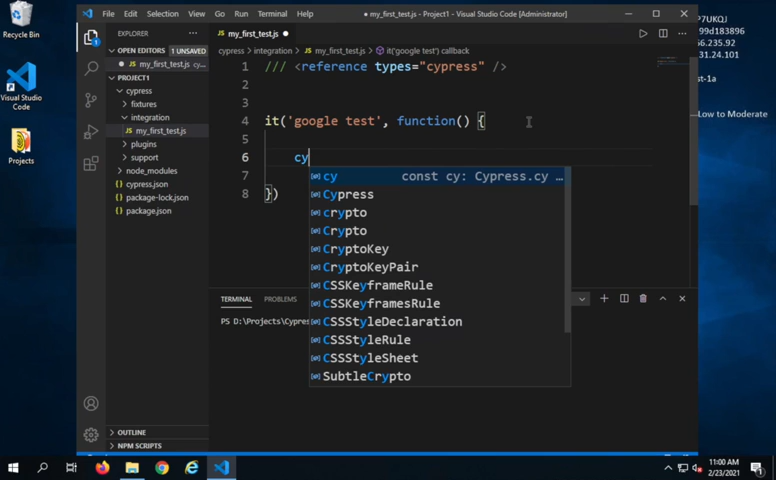 Recycle Bin
Visual Studio Code
Projects
File Edit Selection View Go Run Terminal Help
my_first_test.js - Project1 - Visual Studio Code [Administrator]
EXPLORER
OPEN EDITORS 1 UNSAVED
my_first_test.js cy...
PROJECT1
cypress
fixtures
integration
my_first_test.js
plugins
support
node_modules
cypress.json
package-lock.json
package.json
OUTLINE
NPM SCRIPTS
my_first_test.js
cypress > integration > my_first_test.js > it('google test') callback
1 /// <reference types="cypress" />
2
3
4 it('google test', function() {
5
6 cy
7
8 })
cy const cy: Cypress.cy ...
Cypress
crypto
Crypto
CryptoKey
CryptoKeyPair
CSSKeyframeRule
CSSKeyframesRule
CSSStyleDeclaration
CSSStyleRule
CSSStyleSheet
SubtleCrypto
TERMINAL PROBLEMS
PS D:\Projects\Cypres
P7UKQJ
99d183896
66.235.92
31.24.101
st-1a
Low to Moderate
11:00 AM
2/23/2021